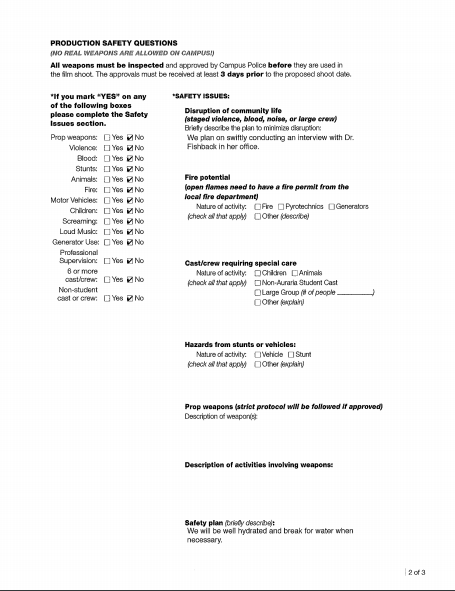 PRODUCTION SAFETY QUESTIONS
(NO REAL WEAPONS ARE ALLOWED ON CAMPUS!)
All weapons must be inspected and approved by Campus Police before they are used in
the film shoot. The approvals must be received at least 3 days prior to the proposed shoot date.
*If you mark "YES" on any
of the following boxes
please complete the Safety
Issues section.
Prop weapons: ☐ Yes ☑ No
Violence: ☐ Yes ☑ No
Blood: ☐ Yes ☑ No
Stunts: ☐ Yes ☑ No
Animals: ☐ Yes ☑ No
Fire: ☐ Yes ☑ No
Motor Vehicles: ☐ Yes ☑ No
Children: ☐ Yes ☑ No
Screaming: ☐ Yes ☑ No
Loud Music: ☐ Yes ☑ No
Generator Use: ☐ Yes ☑ No
Professional
Supervision: ☐ Yes ☑ No
6 or more
cast/crew: ☐ Yes ☑ No
Non-student
cast or crew: ☐ Yes ☑ No
*SAFETY ISSUES:
Disruption of community life
(staged violence, blood, noise, or large crew)
Briefly describe the plan to minimize disruption:
We plan on swiftly conducting an interview with Dr.
Fishback in her office.
Fire potential
(open flames need to have a fire permit from the
local fire department)
Nature of activity: ☐ Fire ☐ Pyrotechnics ☐ Generators
(check all that apply) ☐ Other (describe)
Cast/crew requiring special care
Nature of activity: ☐ Children ☐ Animals
(check all that apply) ☐ Non-Auraria Student Cast
☐ Large Group (# of people ________)
☐ Other (explain)
Hazards from stunts or vehicles:
Nature of activity: ☐ Vehicle ☐ Stunt
(check all that apply) ☐ Other (explain)
Prop weapons (strict protocol will be followed if approved)
Description of weapon(s):
Description of activities involving weapons:
Safety plan (briefly describe):
We will be well hydrated and break for water when
necessary.
2 of 3